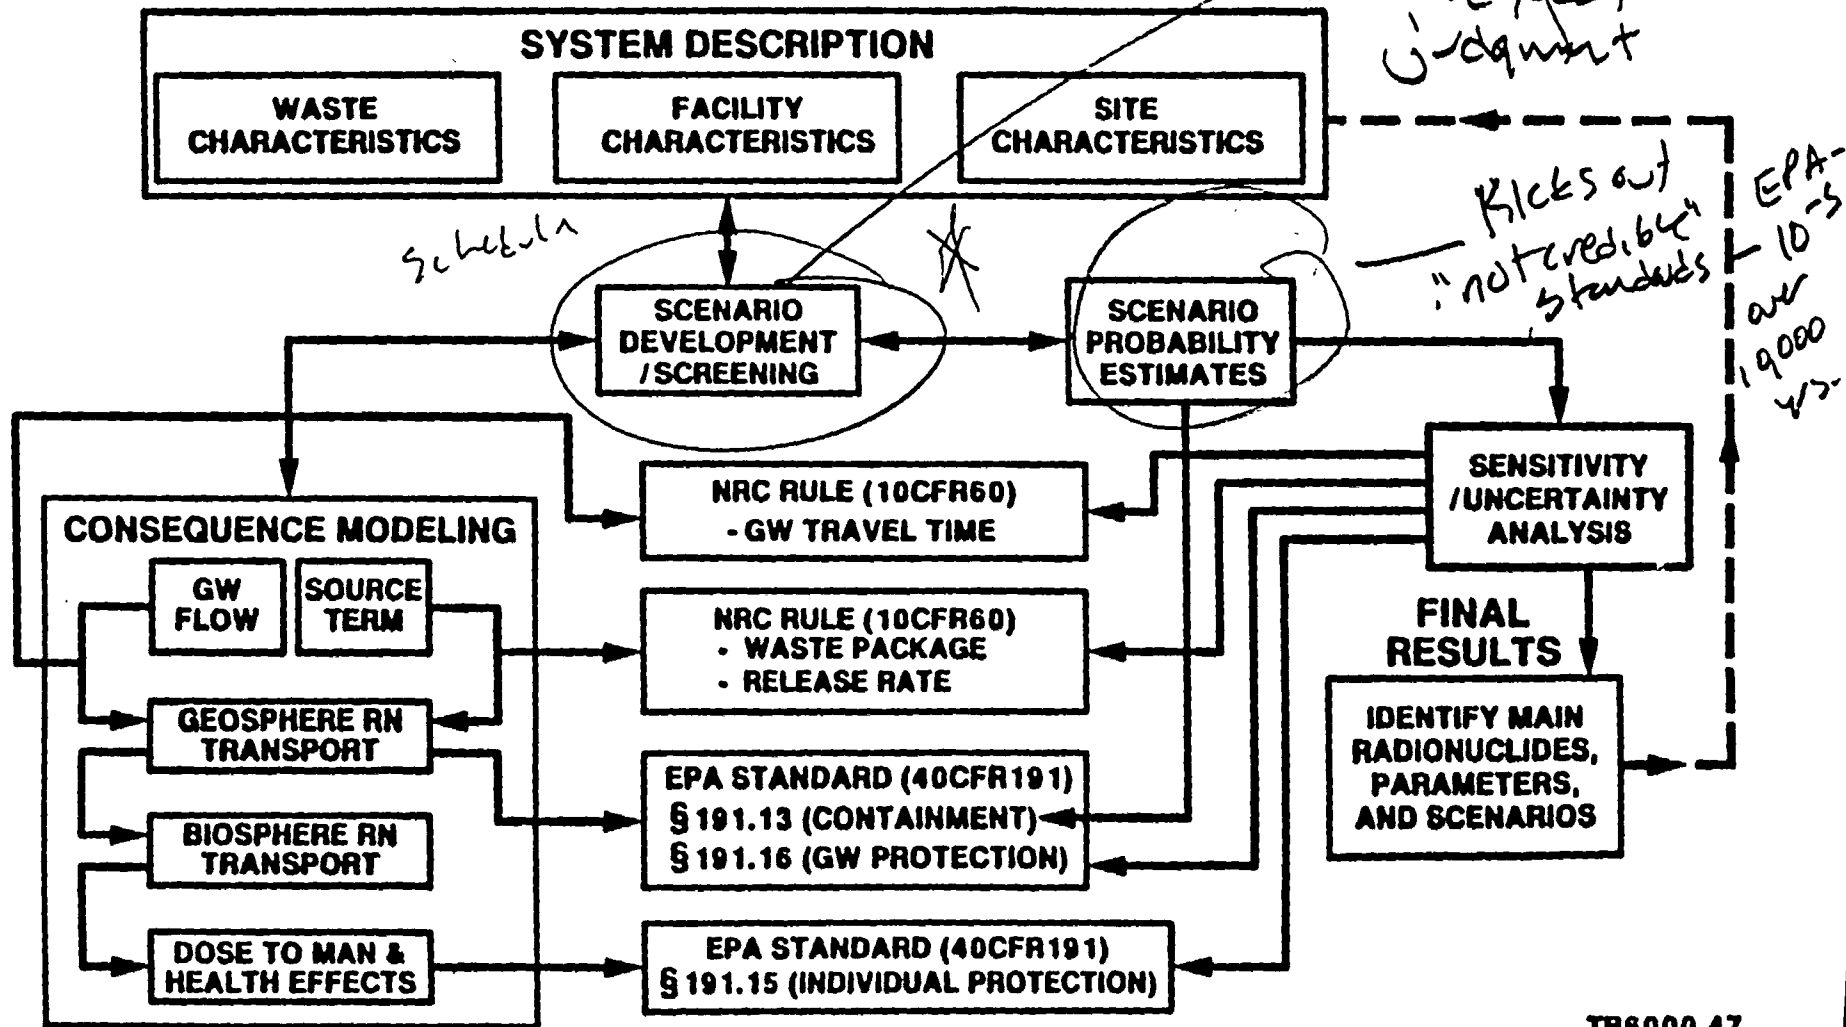 judgment
SYSTEM DESCRIPTION
WASTE
CHARACTERISTICS
FACILITY
CHARACTERISTICS
SITE
CHARACTERISTICS
Kicks out
"not credible"
standards
EPA-
10⁻⁵
over
10,000
yrs.
SCENARIO
DEVELOPMENT
/SCREENING
SCENARIO
PROBABILITY
ESTIMATES
NRC RULE (10CFR60)
- GW TRAVEL TIME
SENSITIVITY
/UNCERTAINTY
ANALYSIS
CONSEQUENCE MODELING
GW
FLOW
SOURCE
TERM
NRC RULE (10CFR60)
- WASTE PACKAGE
- RELEASE RATE
FINAL
RESULTS
GEOSPHERE RN
TRANSPORT
IDENTIFY MAIN
RADIONUCLIDES,
PARAMETERS,
AND SCENARIOS
EPA STANDARD (40CFR191)
§ 191.13 (CONTAINMENT)
§ 191.16 (GW PROTECTION)
BIOSPHERE RN
TRANSPORT
DOSE TO MAN &
HEALTH EFFECTS
EPA STANDARD (40CFR191)
§ 191.15 (INDIVIDUAL PROTECTION)